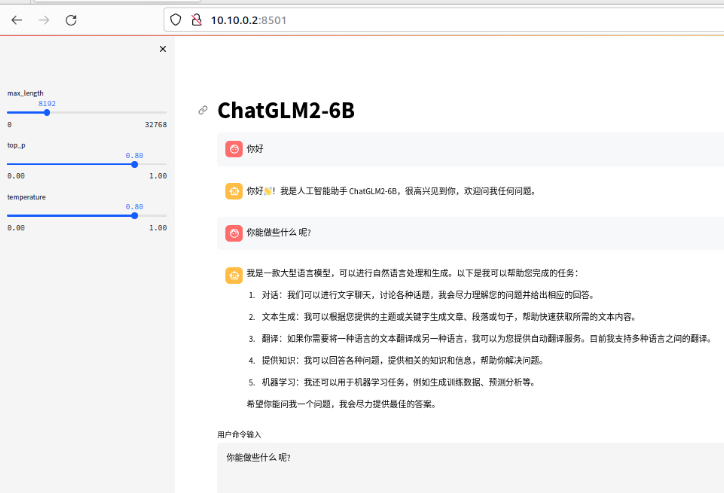 10.10.0.2:8501
max_length
8192
0 32768
top_p
0.80
0.00 1.00
temperature
0.80
0.00 1.00
ChatGLM2-6B
你好
你好👋！我是人工智能助手 ChatGLM2-6B，很高兴见到你，欢迎问我任何问题。
你能做些什么 呢?
我是一款大型语言模型，可以进行自然语言处理和生成。以下是我可以帮助您完成的任务：
1. 对话：我们可以进行文字聊天，讨论各种话题，我会尽力理解您的问题并给出相应的回答。
2. 文本生成：我可以根据您提供的主题或关键字生成文章、段落或句子，帮助快速获取所需的文本内容。
3. 翻译：如果你需要将一种语言的文本翻译成另一种语言，我可以为您提供自动翻译服务。目前我支持多种语言之间的翻译。
4. 提供知识：我可以回答各种问题，提供相关的知识和信息，帮助你解决问题。
5. 机器学习：我还可以用于机器学习任务，例如生成训练数据、预测分析等。
希望你能问我一个问题，我会尽力提供最佳的答案。
用户命令输入
你能做些什么 呢?